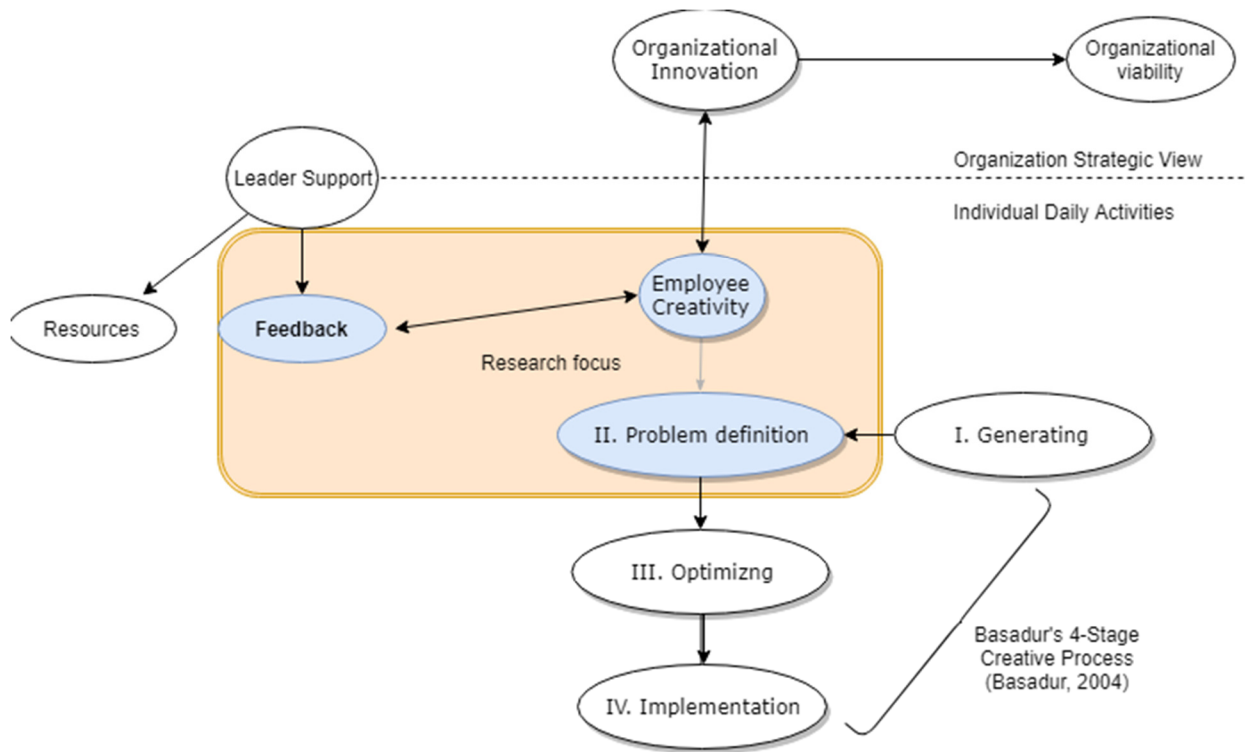 Organizational
Innovation
Organizational
viability
Organization Strategic View
Leader Support
Individual Daily Activities
Employee
Creativity
Resources
Feedback
Research focus
II. Problem definition
I. Generating
III. Optimizng
Basadur's 4-Stage
Creative Process
(Basadur, 2004)
IV. Implementation